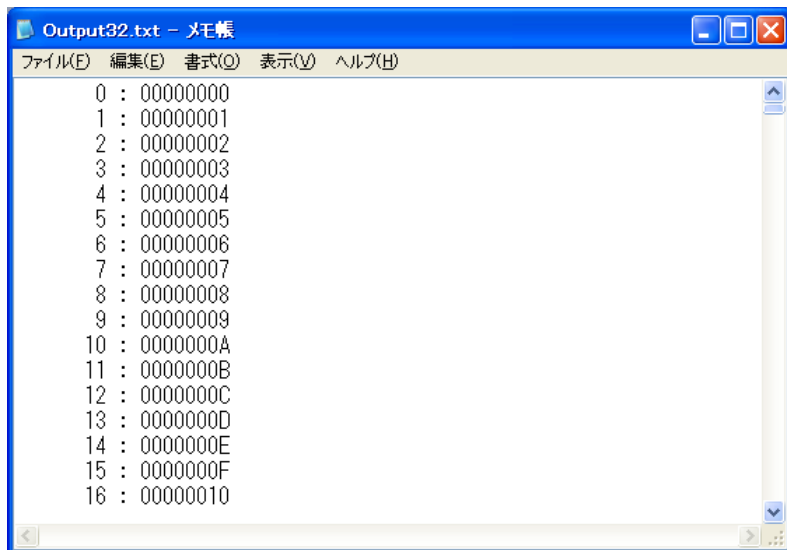 Output32.txt - メモ帳
ファイル(F) 編集(E) 書式(O) 表示(V) ヘルプ(H)
0 : 00000000
1 : 00000001
2 : 00000002
3 : 00000003
4 : 00000004
5 : 00000005
6 : 00000006
7 : 00000007
8 : 00000008
9 : 00000009
10 : 0000000A
11 : 0000000B
12 : 0000000C
13 : 0000000D
14 : 0000000E
15 : 0000000F
16 : 00000010